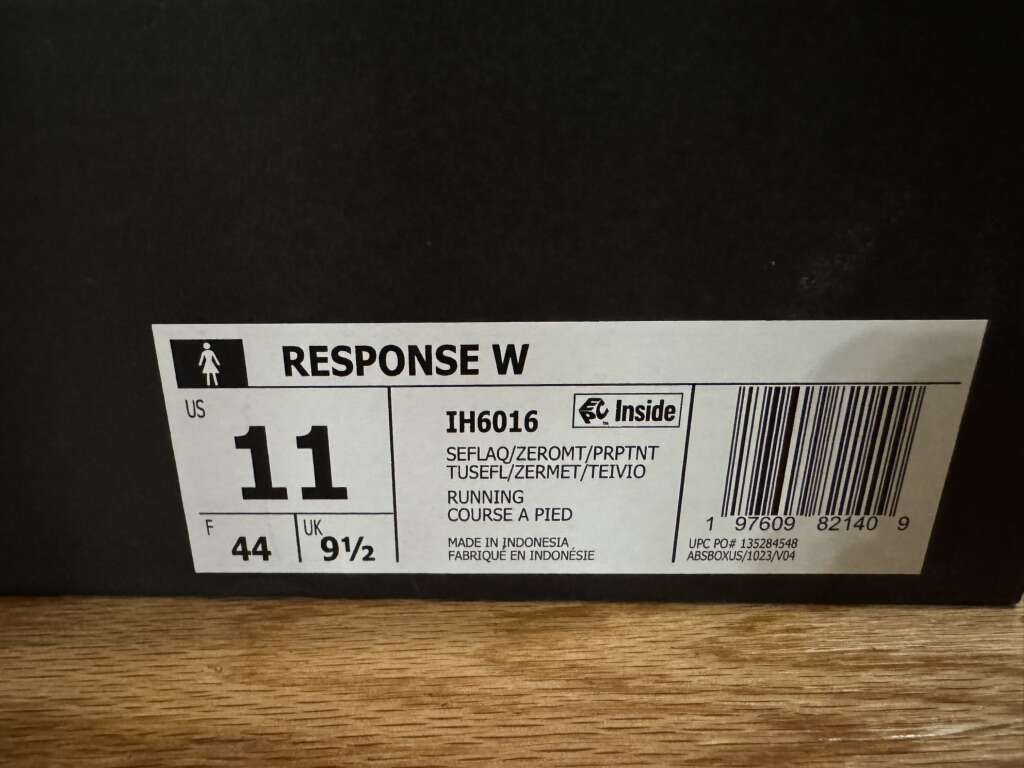 RESPONSE W
US
11
F
44
UK
9½
IH6016
Inside
™
SEFLAQ/ZEROMT/PRPTNT
TUSEFL/ZERMET/TEIVIO
RUNNING
COURSE A PIED
MADE IN INDONESIA
FABRIQUÉ EN INDONÉSIE
1 97609 82140 9
UPC PO# 135284548
ABSBOXUS/1023/V04